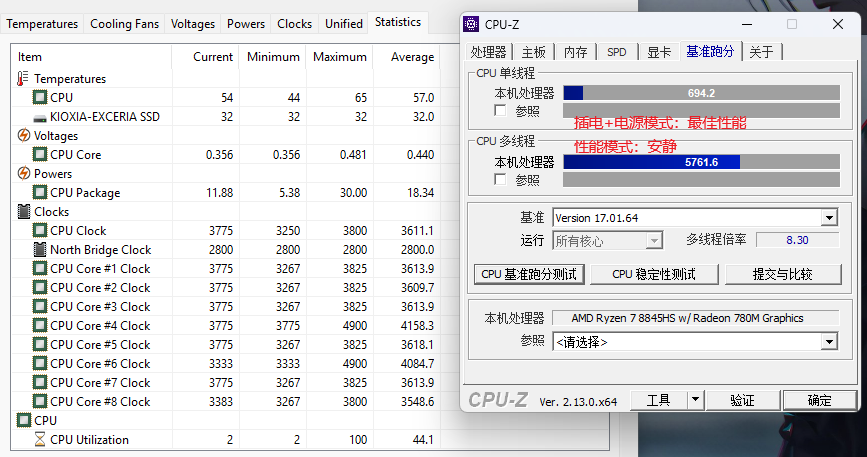 Temperatures Cooling Fans Voltages Powers Clocks Unified Statistics
Item Current Minimum Maximum Average
Temperatures
CPU 54 44 65 57.0
KIOXIA-EXCERIA SSD 32 32 32 32.0
Voltages
CPU Core 0.356 0.356 0.481 0.440
Powers
CPU Package 11.88 5.38 30.00 18.34
Clocks
CPU Clock 3775 3250 3800 3611.1
North Bridge Clock 2800 2800 2800 2800.0
CPU Core #1 Clock 3775 3267 3825 3613.9
CPU Core #2 Clock 3775 3267 3825 3609.7
CPU Core #3 Clock 3775 3267 3825 3613.9
CPU Core #4 Clock 3775 3775 4900 4158.3
CPU Core #5 Clock 3775 3267 3825 3618.1
CPU Core #6 Clock 3333 3333 4900 4084.7
CPU Core #7 Clock 3775 3267 3825 3613.9
CPU Core #8 Clock 3383 3267 3800 3548.6
CPU
CPU Utilization 2 2 100 44.1
CPU-Z
处理器 主板 内存 SPD 显卡 基准跑分 关于
CPU 单线程
本机处理器 694.2
参照
插电+电源模式：最佳性能
CPU 多线程
性能模式：安静
本机处理器 5761.6
参照
基准 Version 17.01.64
运行 所有核心 多线程倍率 8.30
CPU 基准跑分测试 CPU 稳定性测试 提交与比较
本机处理器 AMD Ryzen 7 8845HS w/ Radeon 780M Graphics
参照 <请选择>
CPU-Z Ver. 2.13.0.x64 工具 验证 确定